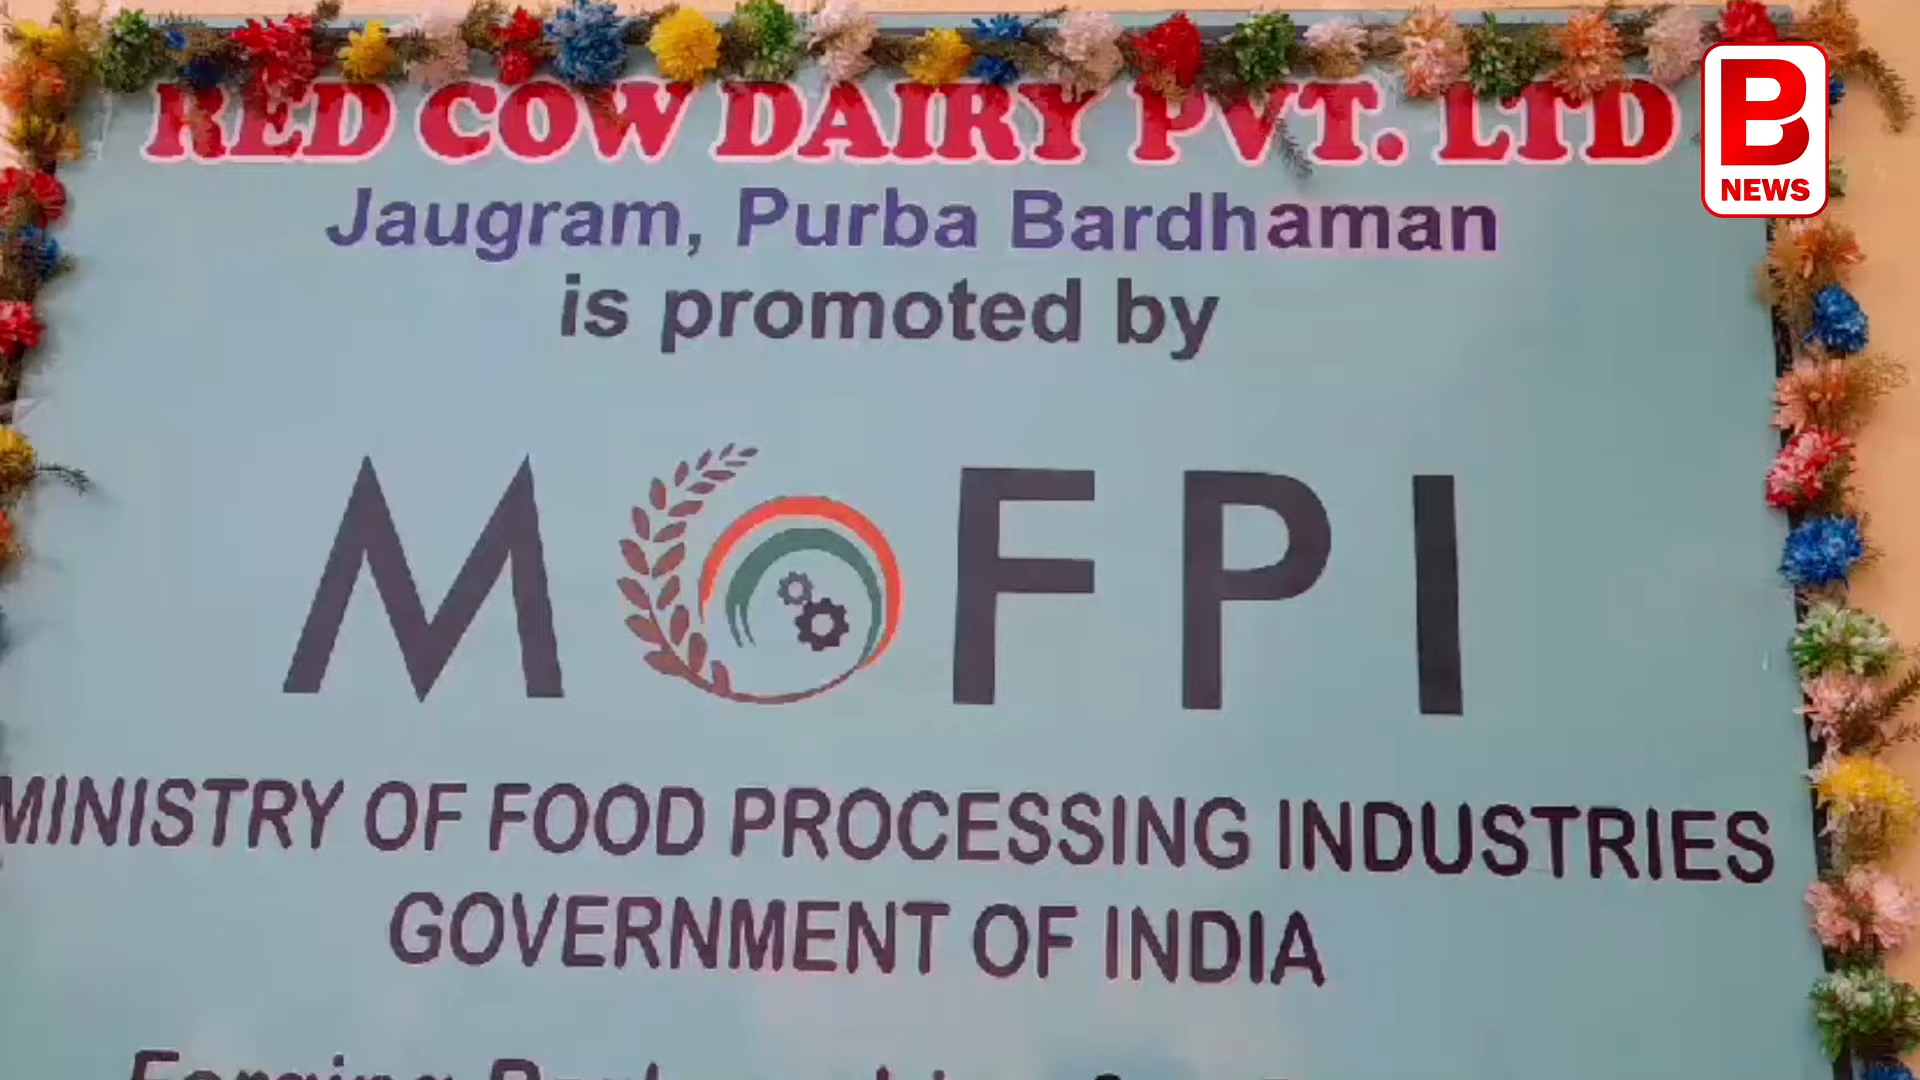 RED COW DAIRY PVT. LTD
Jaugram, Purba Bardhaman
is promoted by
MOFPI
MINISTRY OF FOOD PROCESSING INDUSTRIES
GOVERNMENT OF INDIA
B
NEWS